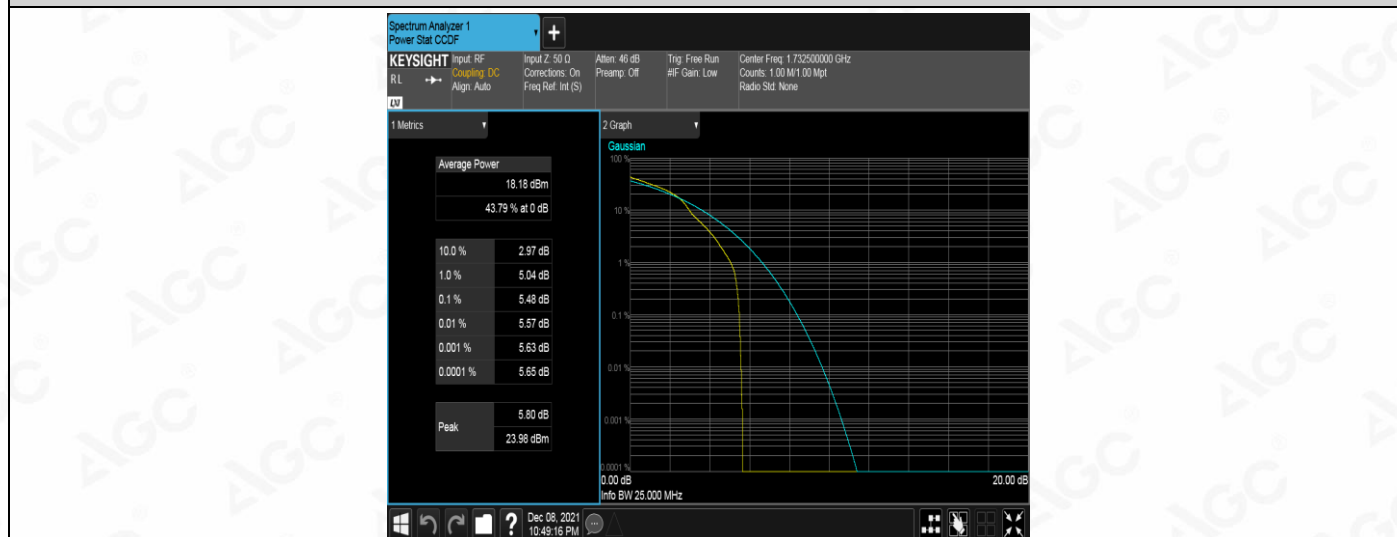 Spectrum Analyzer 1
Power Stat CCDF
+
KEYSIGHT
RL
LXI
Input: RF
Coupling: DC
Align: Auto
Input Z: 50 Ω
Corrections: On
Freq Ref: Int (S)
Atten: 46 dB
Preamp: Off
Trig: Free Run
#IF Gain: Low
Center Freq: 1.732500000 GHz
Counts: 1.00 M/1.00 Mpt
Radio Std: None
1 Metrics
Average Power
18.18 dBm
43.79 % at 0 dB
10.0 % 2.97 dB
1.0 % 5.04 dB
0.1 % 5.48 dB
0.01 % 5.57 dB
0.001 % 5.63 dB
0.0001 % 5.65 dB
Peak
5.80 dB
23.98 dBm
2 Graph
Gaussian
100 %
10 %
1 %
0.1 %
0.01 %
0.001 %
0.0001 %
0.00 dB
20.00 dB
Info BW 25.000 MHz
?
Dec 08, 2021
10:49:16 PM
AGC